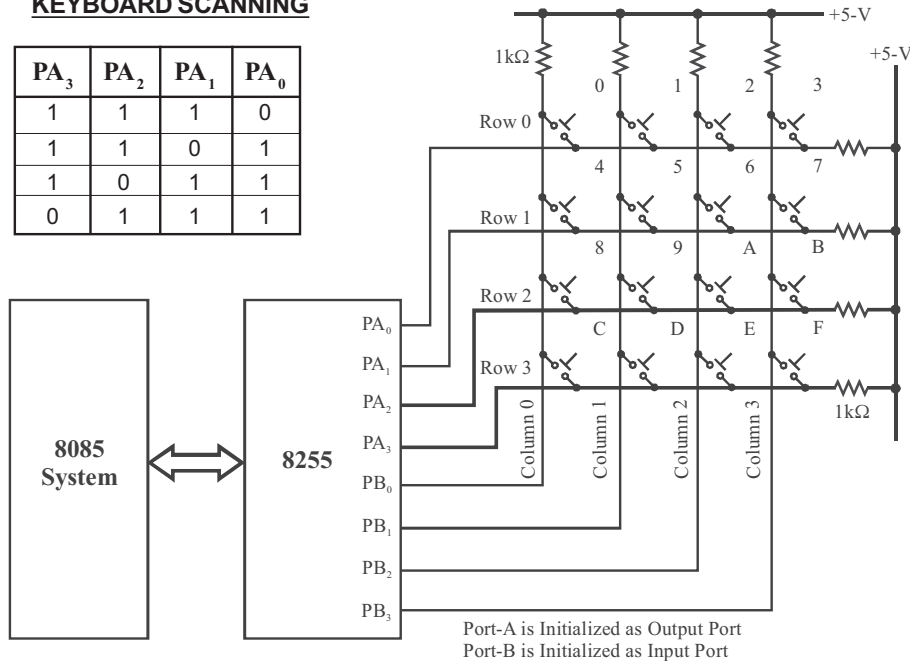 KEYBOARD SCANNING
PA3 PA2 PA1 PA0
1 1 1 0
1 1 0 1
1 0 1 1
0 1 1 1
+5-V
+5-V
1kΩ
0 1 2 3
Row 0
4 5 6 7
Row 1
8 9 A B
Row 2
C D E F
Row 3
1kΩ
Column 0
Column 1
Column 2
Column 3
8085
System
8255
PA0
PA1
PA2
PA3
PB0
PB1
PB2
PB3
Port-A is Initialized as Output Port
Port-B is Initialized as Input Port